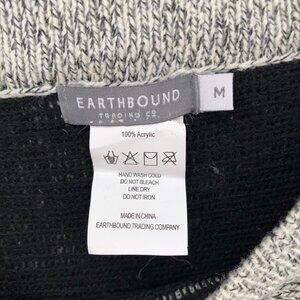 EARTHBOUND
TRADING CO.
M
100% Acrylic
HAND WASH COLD
DO NOT BLEACH
LINE DRY
DO NOT IRON
MADE IN CHINA
EARTHBOUND TRADING COMPANY